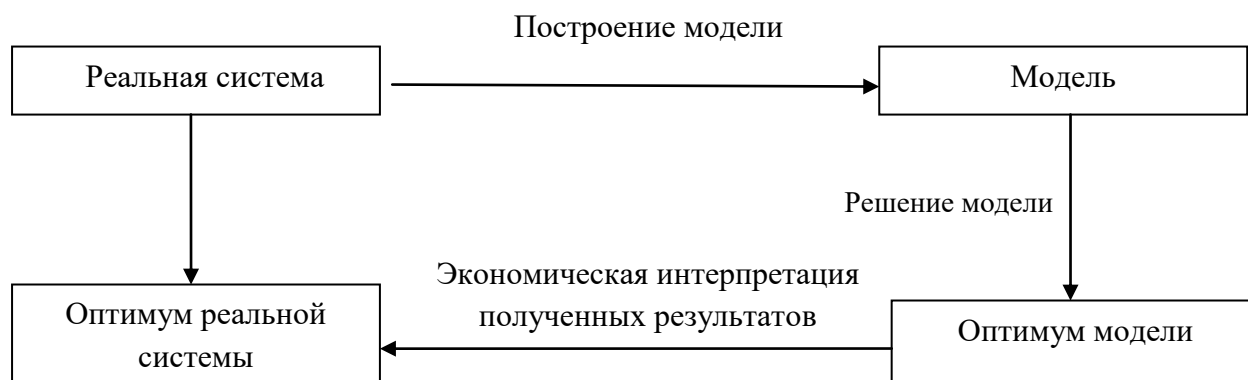 Построение модели
Реальная система
Модель
Решение модели
Экономическая интерпретация
полученных результатов
Оптимум реальной
системы
Оптимум модели